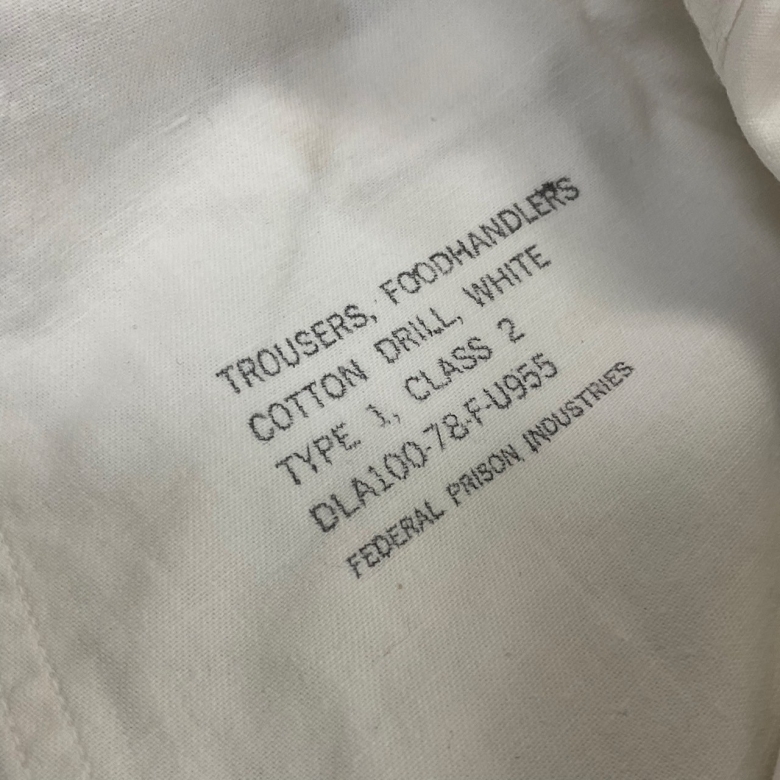 TROUSERS, FOODHANDLERS
COTTON DRILL, WHITE
TYPE 1, CLASS 2
DLA100-78-F-U955
FEDERAL PRISON INDUSTRIES